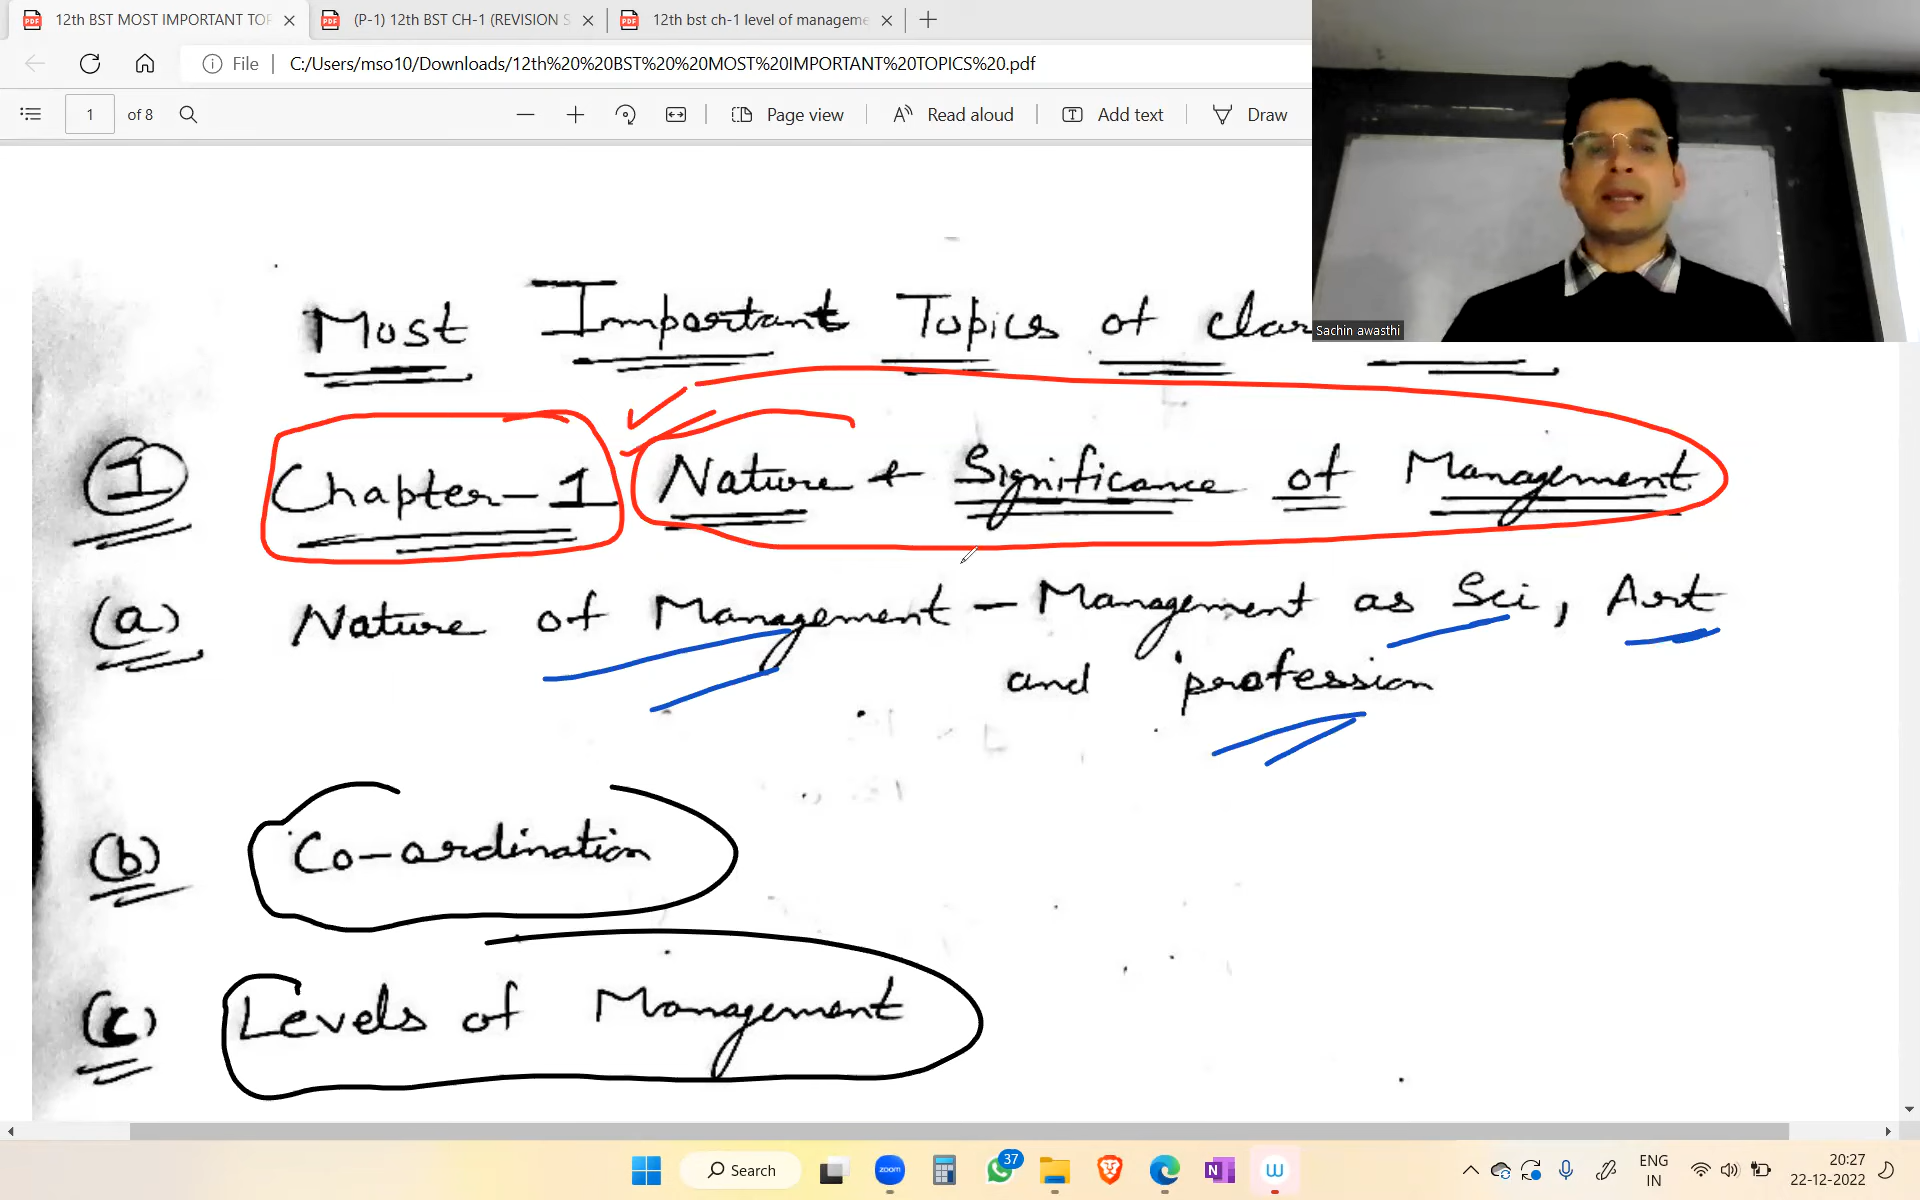 12th BST MOST IMPORTANT TOP
(P-1) 12th BST CH-1 (REVISION S
12th bst ch-1 level of manageme
File
C:/Users/mso10/Downloads/12th%20%20BST%20%20MOST%20IMPORTANT%20TOPICS%20.pdf
1 of 8
Page view
Read aloud
Add text
Draw
Sachin awasthi
Most Important Topics of clas
1 Chapter-1 Nature + Significance of Management
(a) Nature of Management - Management as Sci, Art
and profession
(b) Co-ordination
(c) Levels of Management
Search
zoom
37
N
W
ENG
IN
20:27
22-12-2022